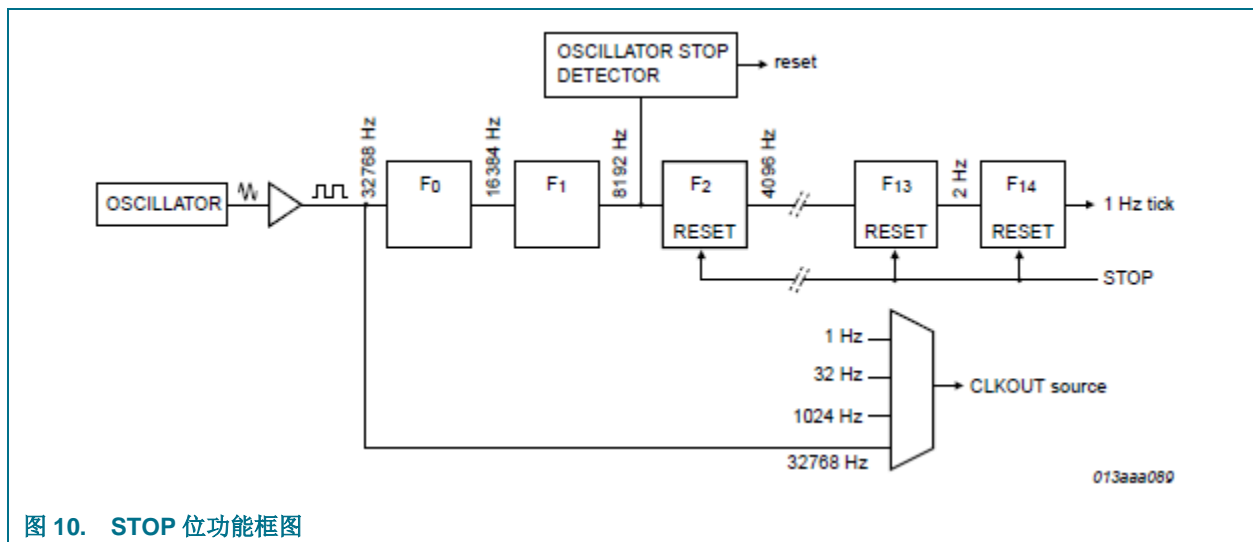 OSCILLATOR STOP
DETECTOR
reset
32768 Hz
16384 Hz
8192 Hz
4096 Hz
2 Hz
OSCILLATOR
F0
F1
F2
RESET
F13
RESET
F14
RESET
1 Hz tick
STOP
1 Hz
32 Hz
1024 Hz
32768 Hz
CLKOUT source
013aaa089
图 10. STOP 位功能框图